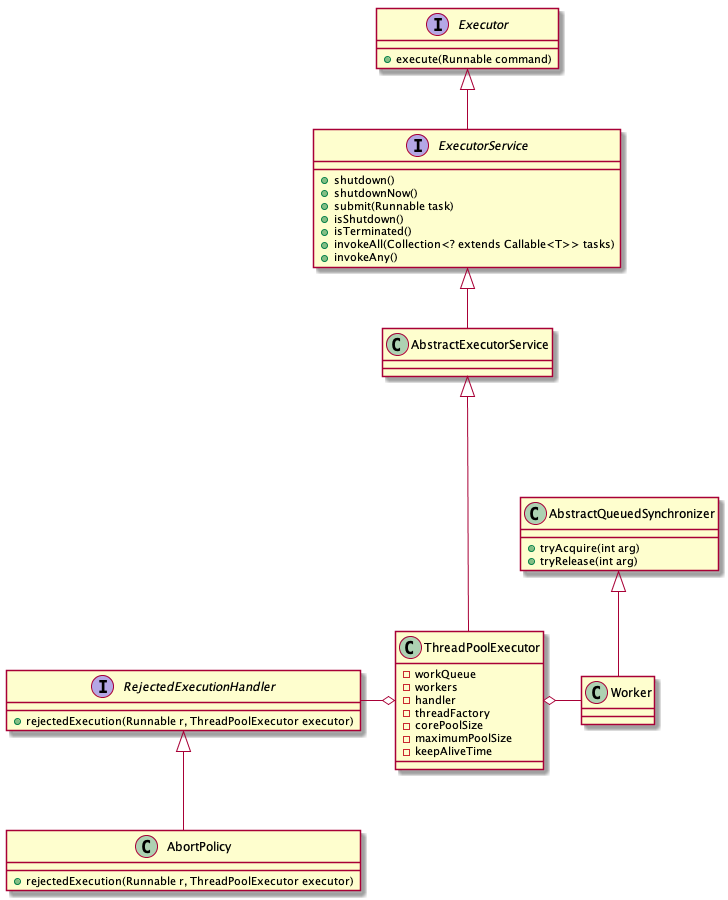 I Executor
execute(Runnable command)
I ExecutorService
shutdown()
shutdownNow()
submit(Runnable task)
isShutdown()
isTerminated()
invokeAll(Collection<? extends Callable<T>> tasks)
invokeAny()
C AbstractExecutorService
C AbstractQueuedSynchronizer
tryAcquire(int arg)
tryRelease(int arg)
C ThreadPoolExecutor
workQueue
workers
handler
threadFactory
corePoolSize
maximumPoolSize
keepAliveTime
I RejectedExecutionHandler
rejectedExecution(Runnable r, ThreadPoolExecutor executor)
C Worker
C AbortPolicy
rejectedExecution(Runnable r, ThreadPoolExecutor executor)